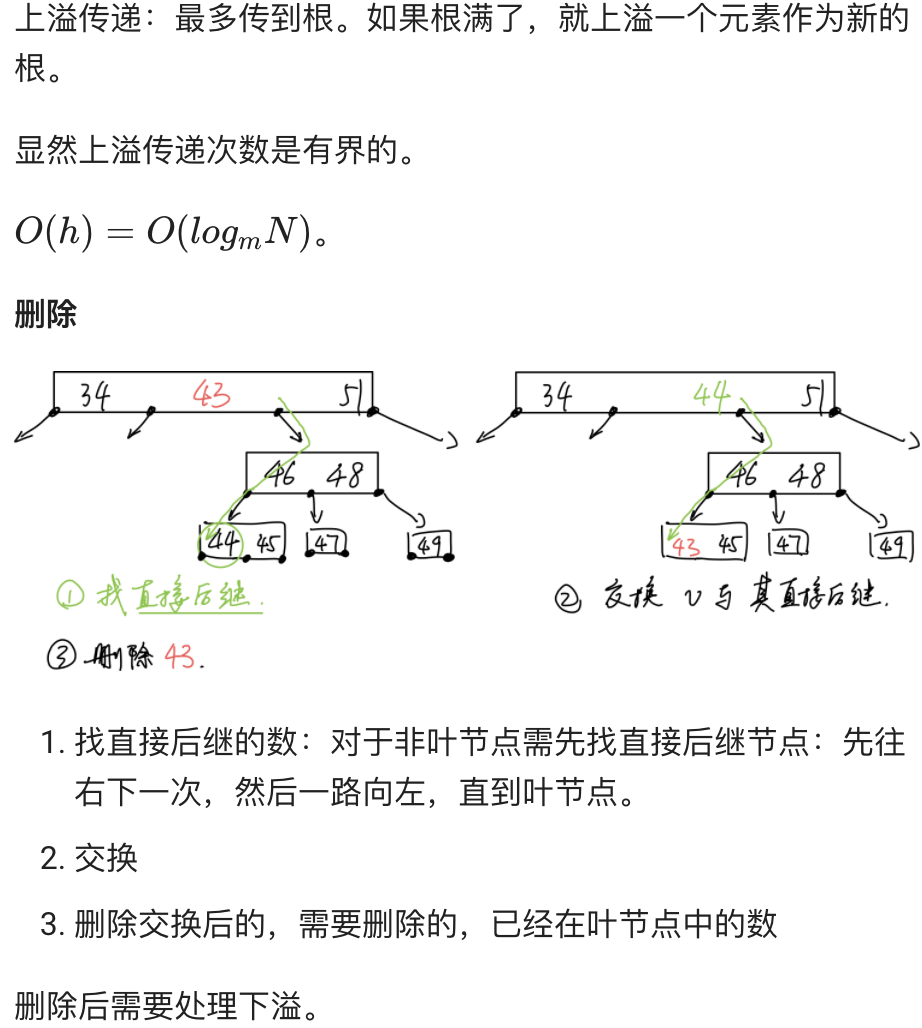 上溢传递：最多传到根。如果根满了，就上溢一个元素作为新的
根。
显然上溢传递次数是有界的。
O(h) = O(log_m N)。
删除
34 43 51
46 48
44 45 47 49
① 找直接后继.
34 44 51
46 48
43 45 47 49
② 交换 v 与其直接后继.
③ 删除 43.
1. 找直接后继的数：对于非叶节点需先找直接后继节点：先往
右下一次，然后一路向左，直到叶节点。
2. 交换
3. 删除交换后的，需要删除的，已经在叶节点中的数
删除后需要处理下溢。